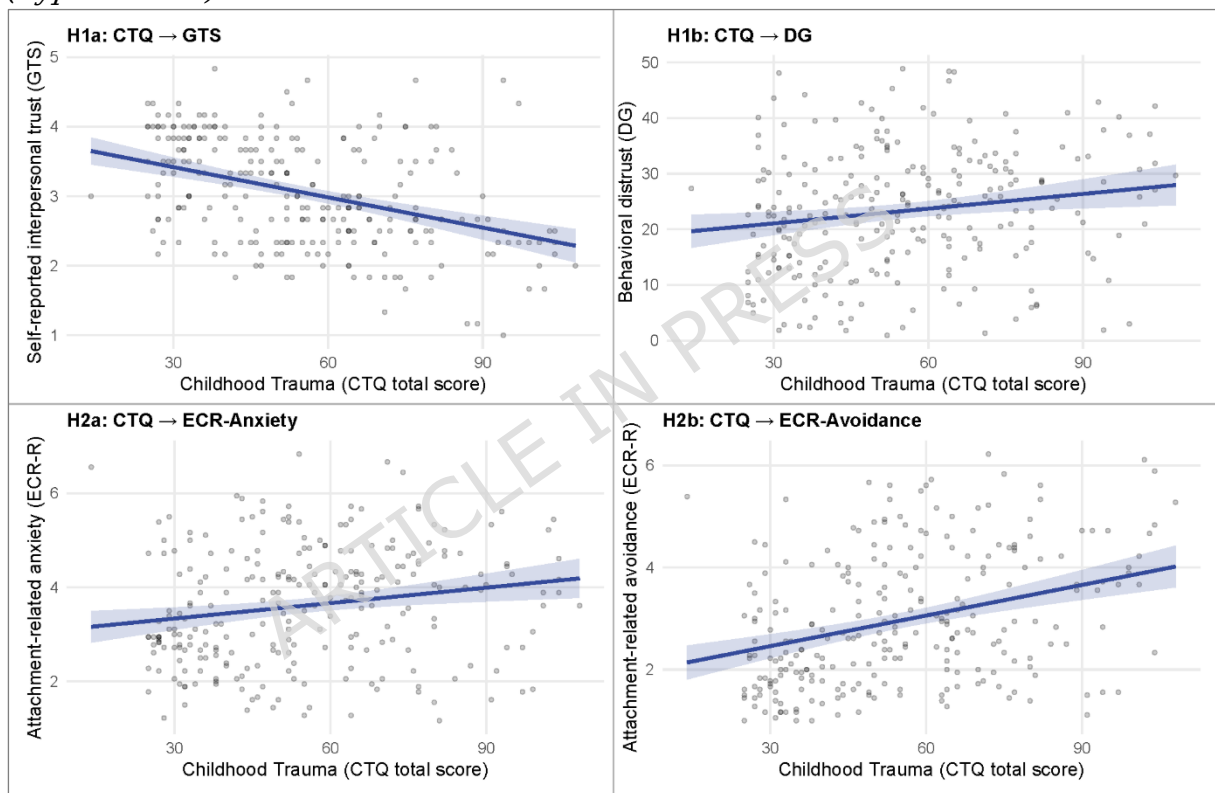 H1a: CTQ → GTS
Self-reported interpersonal trust (GTS)
5
4
3
2
1
30
60
90
Childhood Trauma (CTQ total score)
H1b: CTQ → DG
Behavioral distrust (DG)
50
40
30
20
10
0
30
60
90
Childhood Trauma (CTQ total score)
H2a: CTQ → ECR-Anxiety
Attachment-related anxiety (ECR-R)
6
4
2
30
60
90
Childhood Trauma (CTQ total score)
H2b: CTQ → ECR-Avoidance
Attachment-related avoidance (ECR-R)
6
4
2
30
60
90
Childhood Trauma (CTQ total score)
ARTICLE IN PRESS